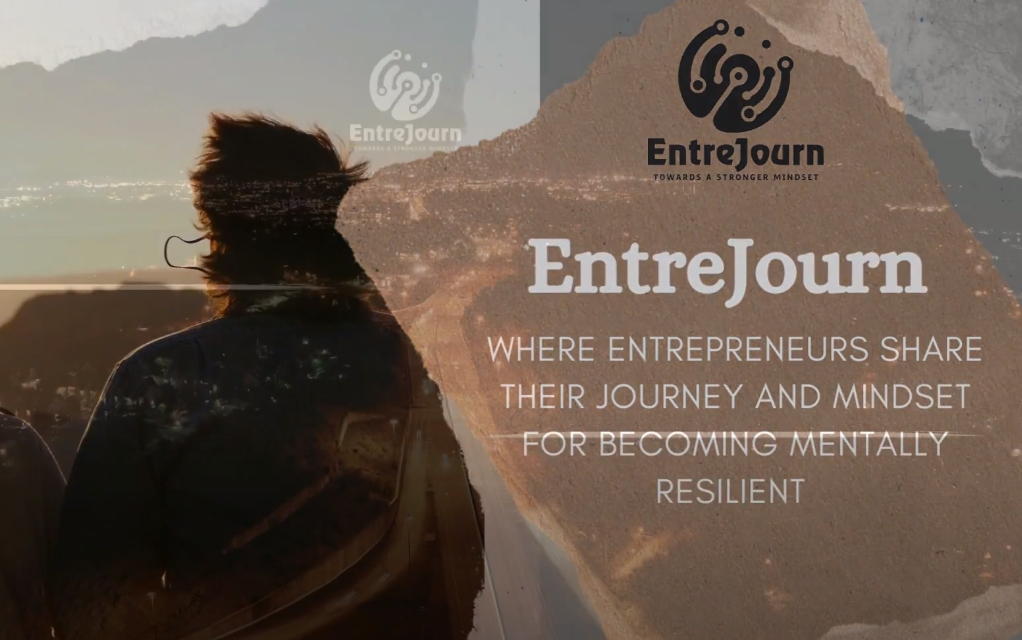 EntreJourn
TOWARDS A STRONGER MINDSET
EntreJourn
TOWARDS A STRONGER MINDSET
EntreJourn
WHERE ENTREPRENEURS SHARE
THEIR JOURNEY AND MINDSET
FOR BECOMING MENTALLY
RESILIENT